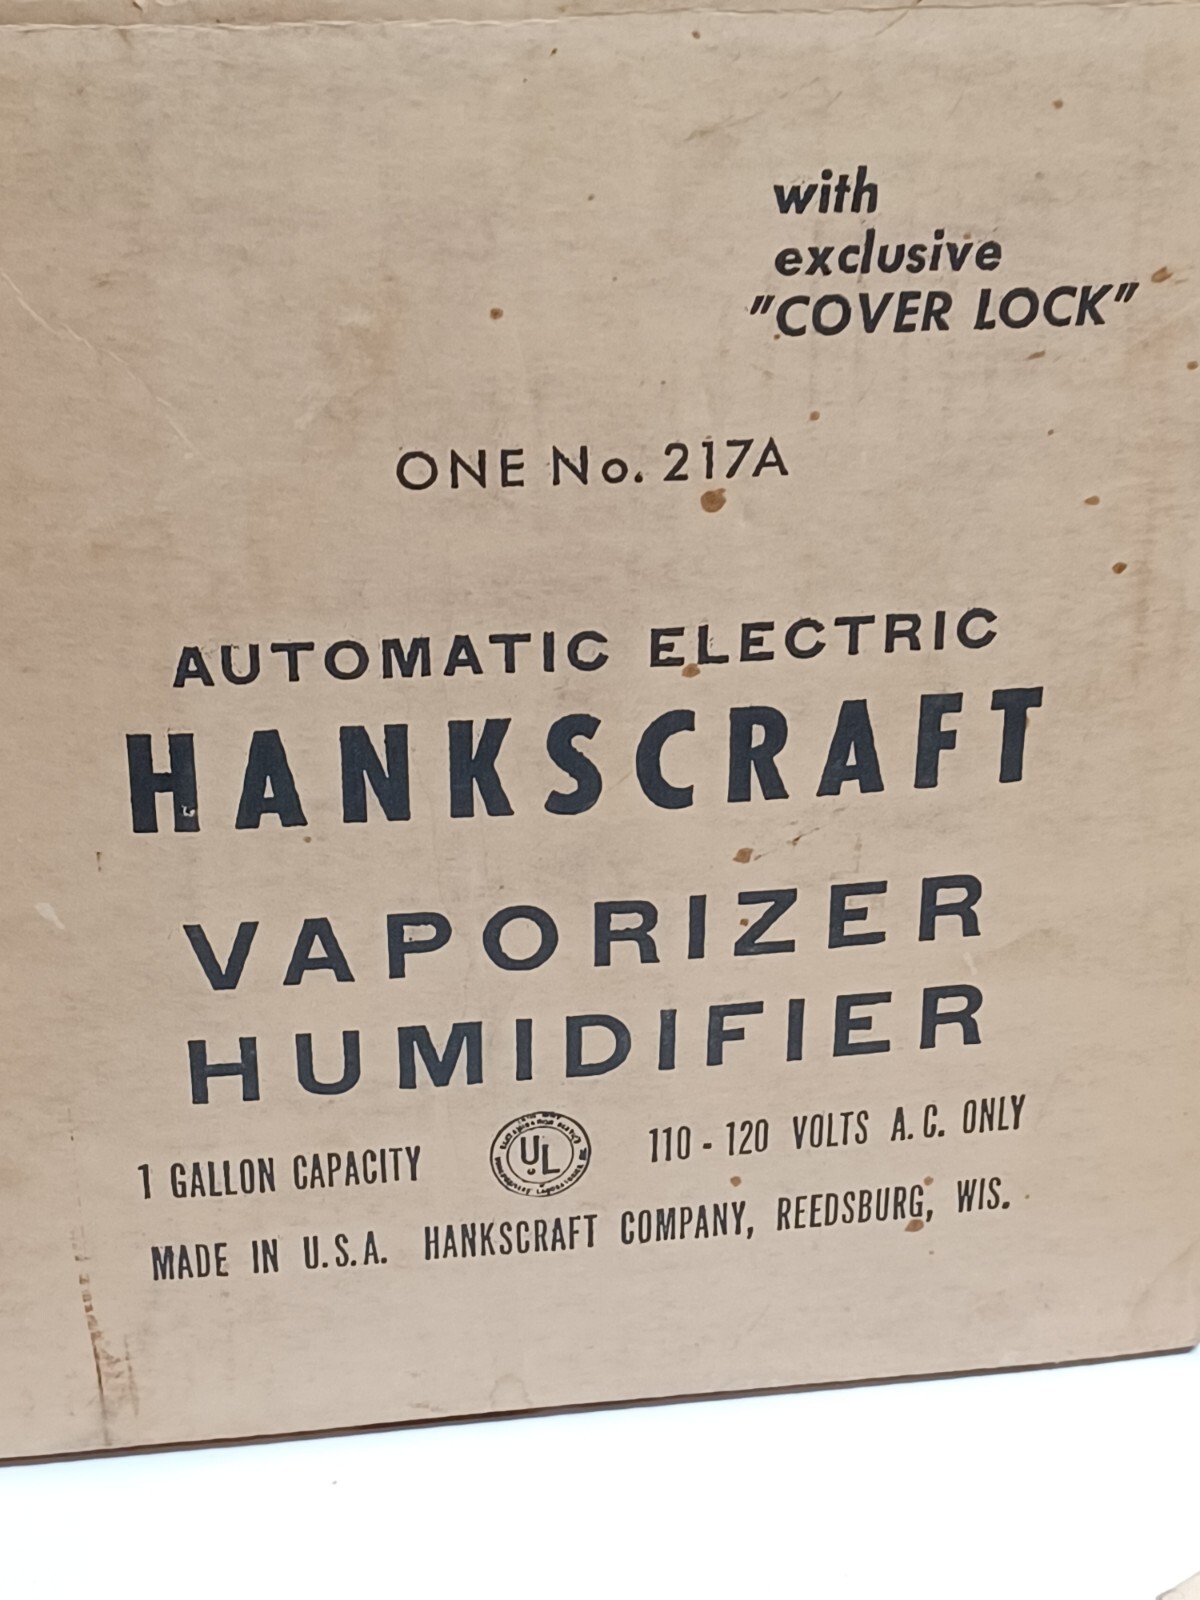 with
exclusive
"COVER LOCK"
ONE No. 217A
AUTOMATIC ELECTRIC
HANKSCRAFT
VAPORIZER
HUMIDIFIER
1 GALLON CAPACITY UL 110-120 VOLTS A.C. ONLY
MADE IN U.S.A. HANKSCRAFT COMPANY, REEDSBURG, WIS.